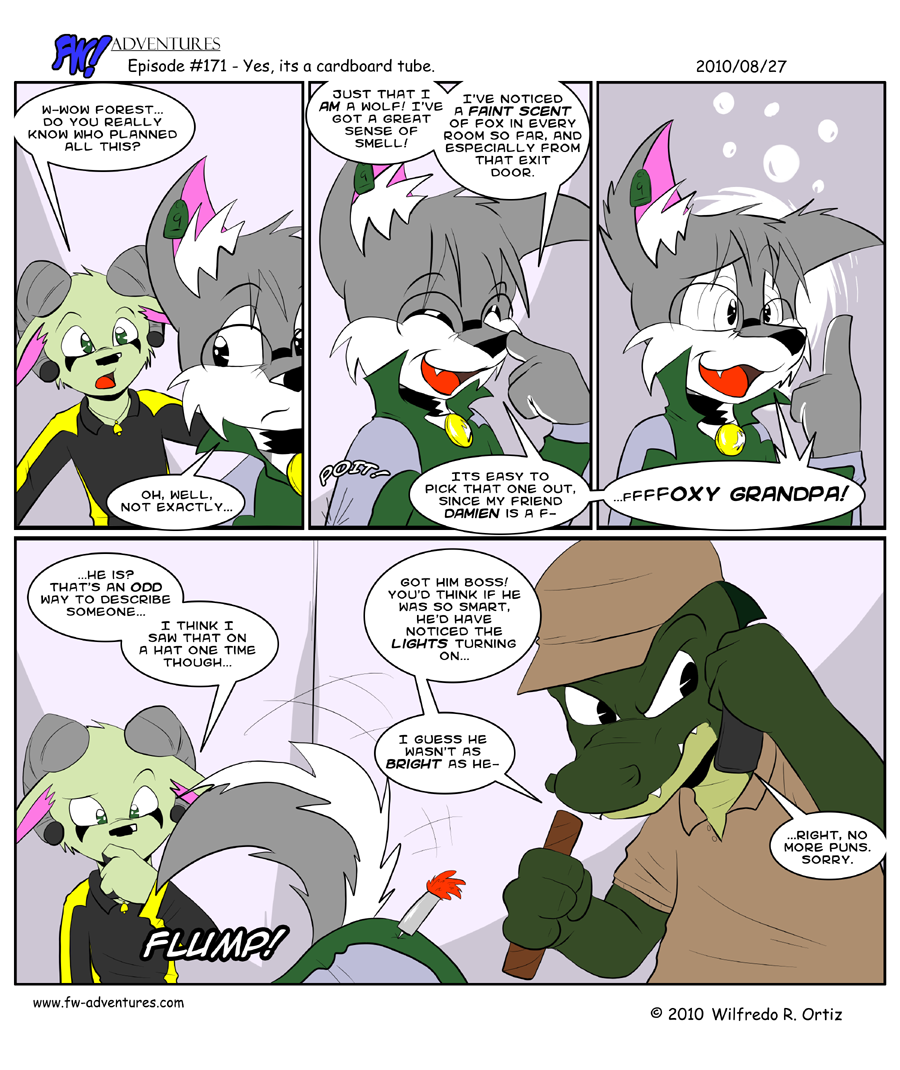 FW! ADVENTURES
Episode #171 - Yes, its a cardboard tube.
2010/08/27
W-WOW FOREST...
DO YOU REALLY
KNOW WHO PLANNED
ALL THIS?
OH, WELL,
NOT EXACTLY...
9
JUST THAT I
AM A WOLF! I'VE
GOT A GREAT
SENSE OF
SMELL!
I'VE NOTICED
A FAINT SCENT
OF FOX IN EVERY
ROOM SO FAR, AND
ESPECIALLY FROM
THAT EXIT
DOOR.
9
POIT!
ITS EASY TO
PICK THAT ONE OUT,
SINCE MY FRIEND
DAMIEN IS A F-
9
...FFFFOXY GRANDPA!
...HE IS?
THAT'S AN ODD
WAY TO DESCRIBE
SOMEONE...
I THINK I
SAW THAT ON
A HAT ONE TIME
THOUGH...
FLUMP!
GOT HIM BOSS!
YOU'D THINK IF HE
WAS SO SMART,
HE'D HAVE
NOTICED THE
LIGHTS TURNING
ON...
I GUESS HE
WASN'T AS
BRIGHT AS HE-
...RIGHT, NO
MORE PUNS.
SORRY.
www.fw-adventures.com
© 2010 Wilfredo R. Ortiz